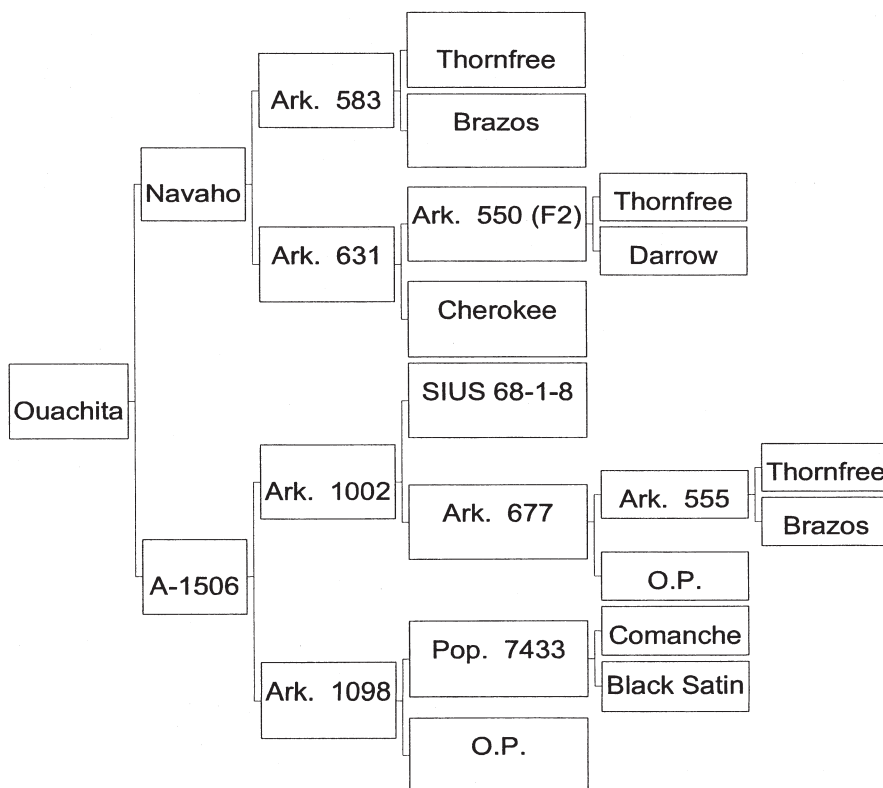 Thornfree
Ark. 583
Brazos
Navaho
Ark. 550 (F2)
Thornfree
Ark. 631
Darrow
Cherokee
Ouachita
SIUS 68-1-8
Ark. 1002
Thornfree
Ark. 677
Ark. 555
Brazos
A-1506
O.P.
Comanche
Pop. 7433
Ark. 1098
Black Satin
O.P.